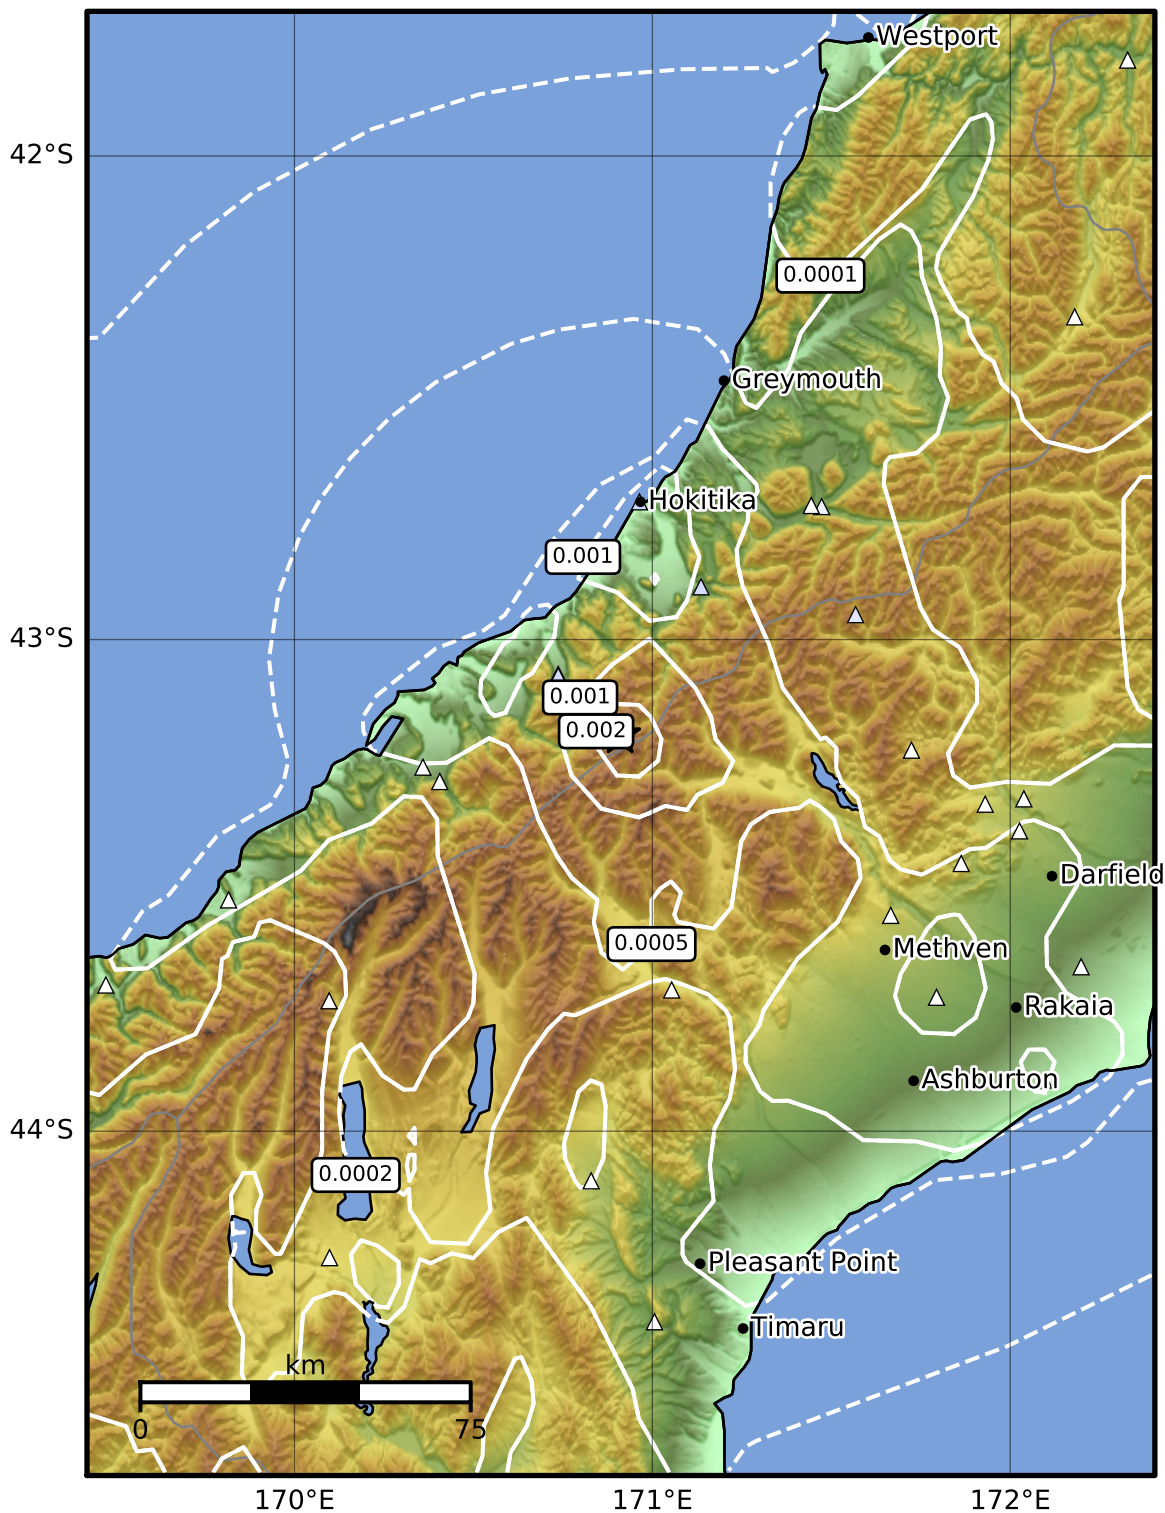 Westport
42°S
0.0001
Greymouth
Hokitika
0.001
43°S
0.001
0.002
Darfield
0.0005
Methven
Rakaia
Ashburton
44°S
0.0002
Pleasant Point
Timaru
km
0 75
170°E 171°E 172°E